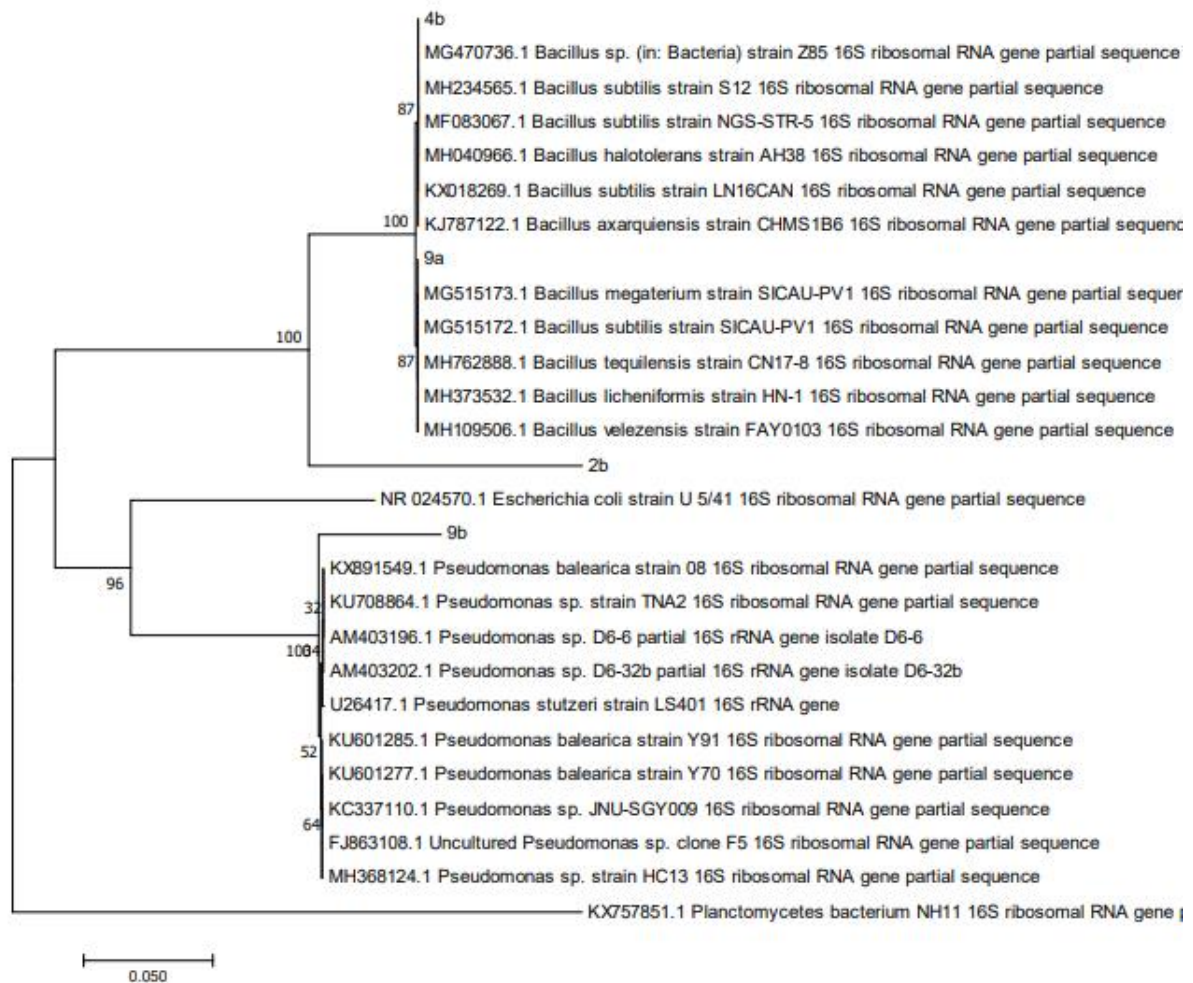 4b
MG470736.1 Bacillus sp. (in: Bacteria) strain Z85 16S ribosomal RNA gene partial sequence
MH234565.1 Bacillus subtilis strain S12 16S ribosomal RNA gene partial sequence
87
MF083067.1 Bacillus subtilis strain NGS-STR-5 16S ribosomal RNA gene partial sequence
MH040966.1 Bacillus halotolerans strain AH38 16S ribosomal RNA gene partial sequence
KX018269.1 Bacillus subtilis strain LN16CAN 16S ribosomal RNA gene partial sequence
100
KJ787122.1 Bacillus axarquiensis strain CHMS1B6 16S ribosomal RNA gene partial sequenc
9a
MG515173.1 Bacillus megaterium strain SICAU-PV1 16S ribosomal RNA gene partial sequen
MG515172.1 Bacillus subtilis strain SICAU-PV1 16S ribosomal RNA gene partial sequence
100
87
MH762888.1 Bacillus tequilensis strain CN17-8 16S ribosomal RNA gene partial sequence
MH373532.1 Bacillus licheniformis strain HN-1 16S ribosomal RNA gene partial sequence
MH109506.1 Bacillus velezensis strain FAY0103 16S ribosomal RNA gene partial sequence
2b
NR 024570.1 Escherichia coli strain U 5/41 16S ribosomal RNA gene partial sequence
9b
KX891549.1 Pseudomonas balearica strain 08 16S ribosomal RNA gene partial sequence
96
32
KU708864.1 Pseudomonas sp. strain TNA2 16S ribosomal RNA gene partial sequence
AM403196.1 Pseudomonas sp. D6-6 partial 16S rRNA gene isolate D6-6
AM403202.1 Pseudomonas sp. D6-32b partial 16S rRNA gene isolate D6-32b
U26417.1 Pseudomonas stutzeri strain LS401 16S rRNA gene
KU601285.1 Pseudomonas balearica strain Y91 16S ribosomal RNA gene partial sequence
52
KU601277.1 Pseudomonas balearica strain Y70 16S ribosomal RNA gene partial sequence
KC337110.1 Pseudomonas sp. JNU-SGY009 16S ribosomal RNA gene partial sequence
64
FJ863108.1 Uncultured Pseudomonas sp. clone F5 16S ribosomal RNA gene partial sequence
MH368124.1 Pseudomonas sp. strain HC13 16S ribosomal RNA gene partial sequence
KX757851.1 Planctomycetes bacterium NH11 16S ribosomal RNA gene p
0.050